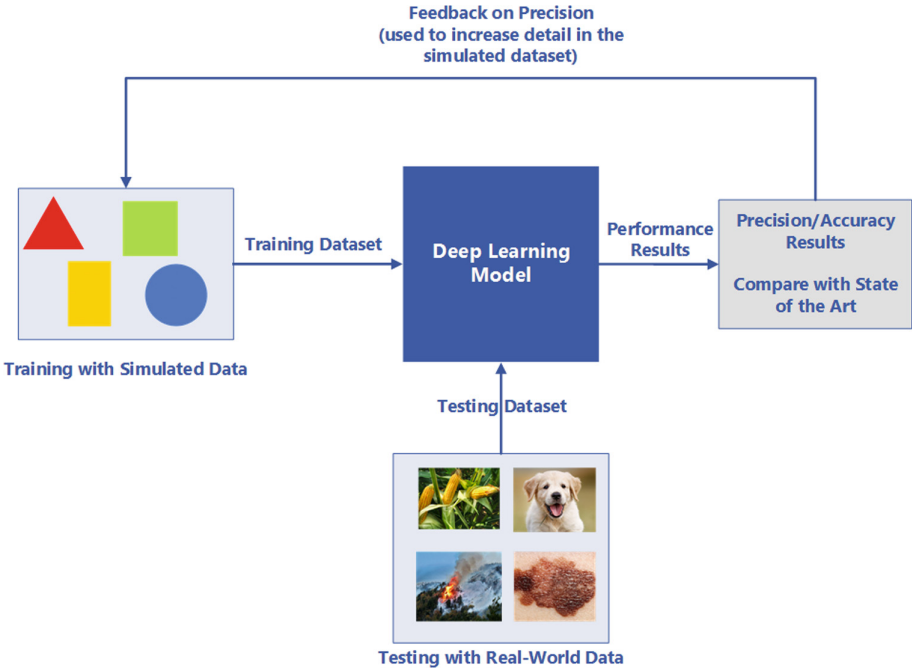 Feedback on Precision
(used to increase detail in the
simulated dataset)
Training Dataset
Deep Learning
Model
Performance
Results
Precision/Accuracy
Results
Compare with State
of the Art
Training with Simulated Data
Testing Dataset
Testing with Real-World Data